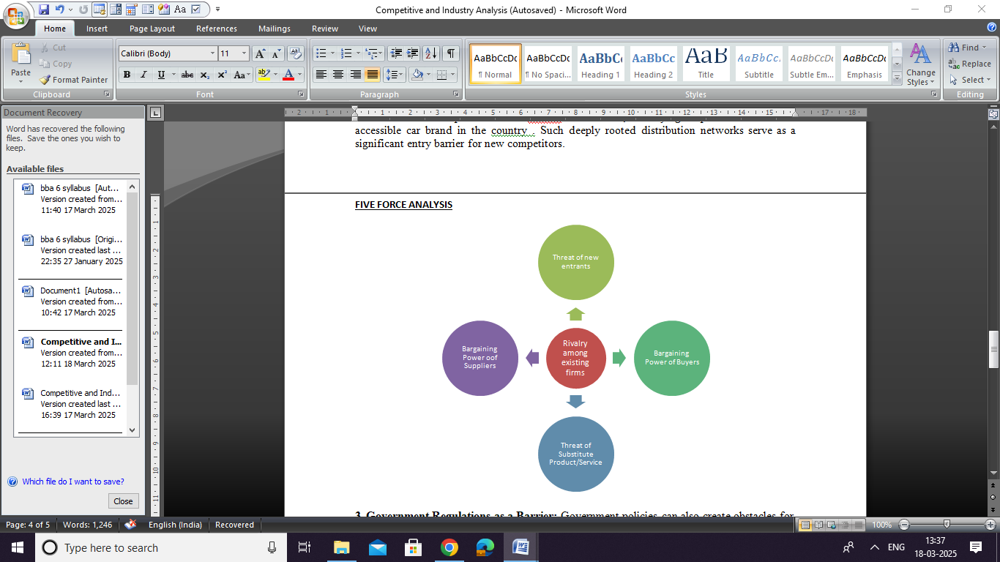 Competitive and Industry Analysis (Autosaved) - Microsoft Word
Home Insert Page Layout References Mailings Review View
Paste
Cut
Copy
Format Painter
Clipboard
Calibri (Body) 11
Font
Paragraph
AaBbCcDc AaBbCcDc AaBbC AaBbCc AaB AaBbCc. AaBbCcDc AaBbCcDc
¶ Normal ¶ No Spaci... Heading 1 Heading 2 Title Subtitle Subtle Em... Emphasis
Change
Styles
Styles
Find
Replace
Select
Editing
Document Recovery
Word has recovered the following
files. Save the ones you wish to
keep.
Available files
bba 6 syllabus [Aut...
Version created from...
11:40 17 March 2025
bba 6 syllabus [Origi...
Version created last ...
22:35 27 January 2025
Document1 [Autosa...
Version created from...
10:42 17 March 2025
Competitive and I...
Version created from...
12:11 18 March 2025
Competitive and Ind...
Version created last ...
16:39 17 March 2025
Which file do I want to save?
Close
accessible car brand in the country . Such deeply rooted distribution networks serve as a
significant entry barrier for new competitors.
FIVE FORCE ANALYSIS
Threat of new
entrants
Bargaining
Power oof
Suppliers
Rivalry
among
existing
firms
Bargaining
Power of Buyers
Threat of
Substitute
Product/Service
3. Government Regulations as a Barrier: Government policies can also create obstacles for
Page: 4 of 5 Words: 1,246 English (India) Recovered 100%
Type here to search
ENG
13:37
18-03-2025